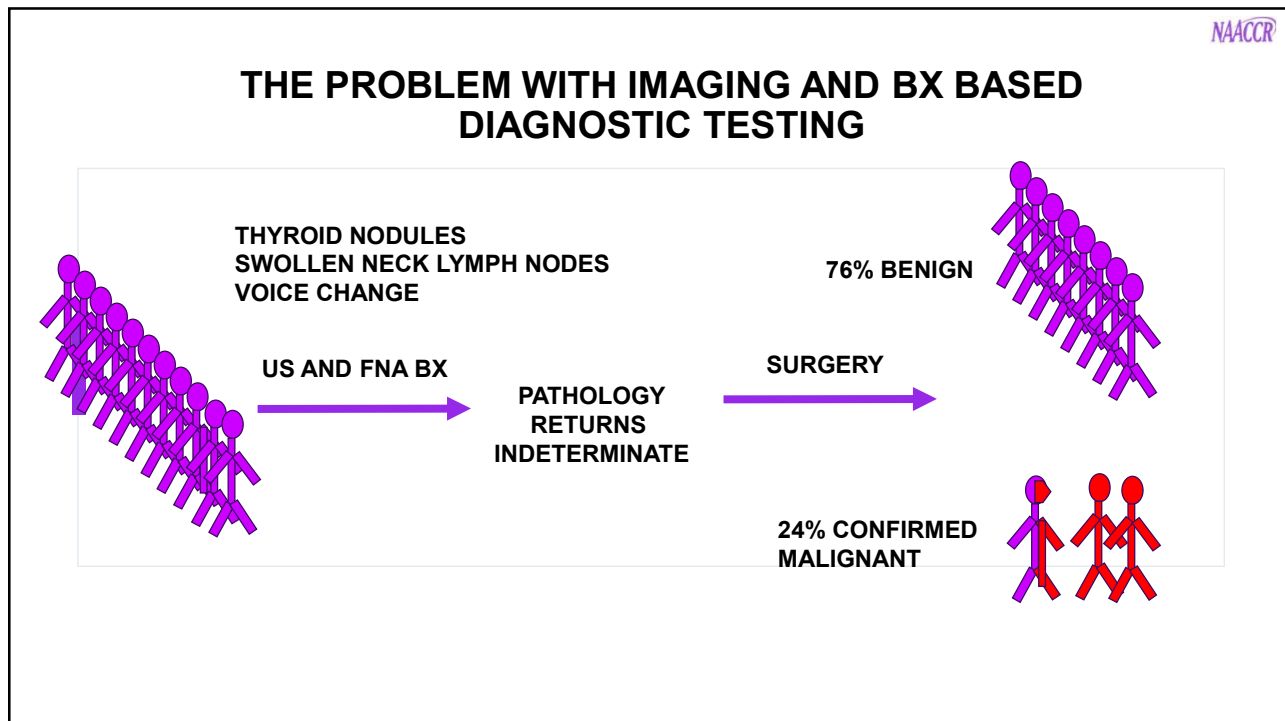 NAACCR
THE PROBLEM WITH IMAGING AND BX BASED
DIAGNOSTIC TESTING
THYROID NODULES
SWOLLEN NECK LYMPH NODES
VOICE CHANGE
US AND FNA BX
PATHOLOGY
RETURNS
INDETERMINATE
SURGERY
76% BENIGN
24% CONFIRMED
MALIGNANT